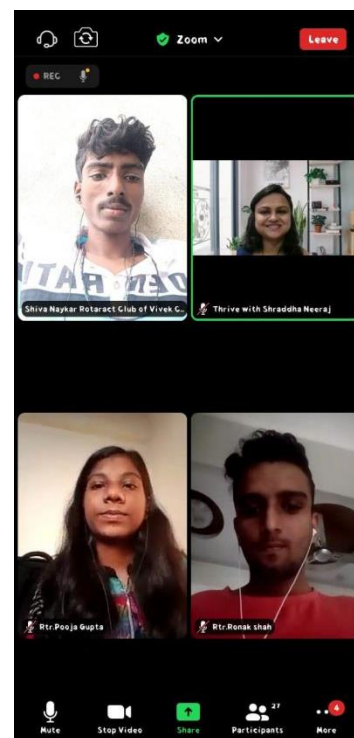 Zoom
Leave
REC
Shiva Naykar Rotaract Club of Vivek C..
Thrive with Shraddha Neeraj
Rtr.Pooja Gupta
Rtr.Ronak shah
4
27
Mute
Stop Video
Share
Participants
More